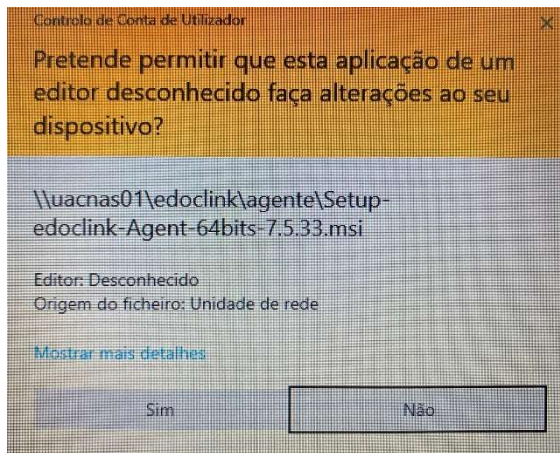 Controlo de Conta de Utilizador
Pretende permitir que esta aplicação de um
editor desconhecido faça alterações ao seu
dispositivo?
\\uacnas01\edoclink\agente\Setup-
edoclink-Agent-64bits-7.5.33.msi
Editor: Desconhecido
Origem do ficheiro: Unidade de rede
Mostrar mais detalhes
Sim
Não